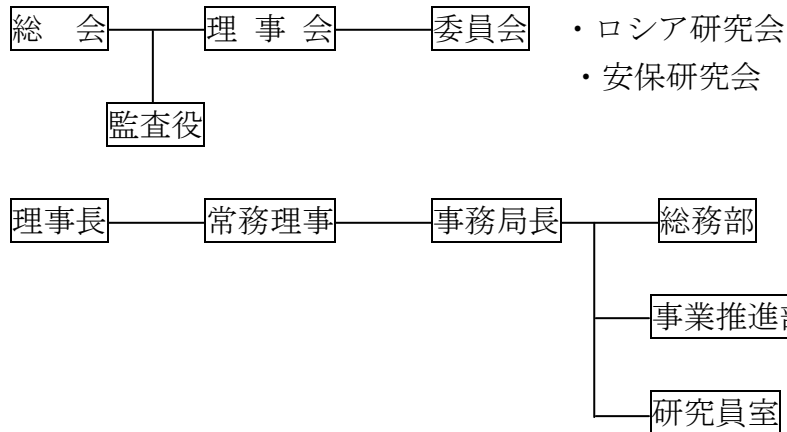 総　会 理 事 会 委員会 ・ロシア研究会
・安保研究会
監査役
理事長 常務理事 事務局長 総務部
事業推進部
研究員室